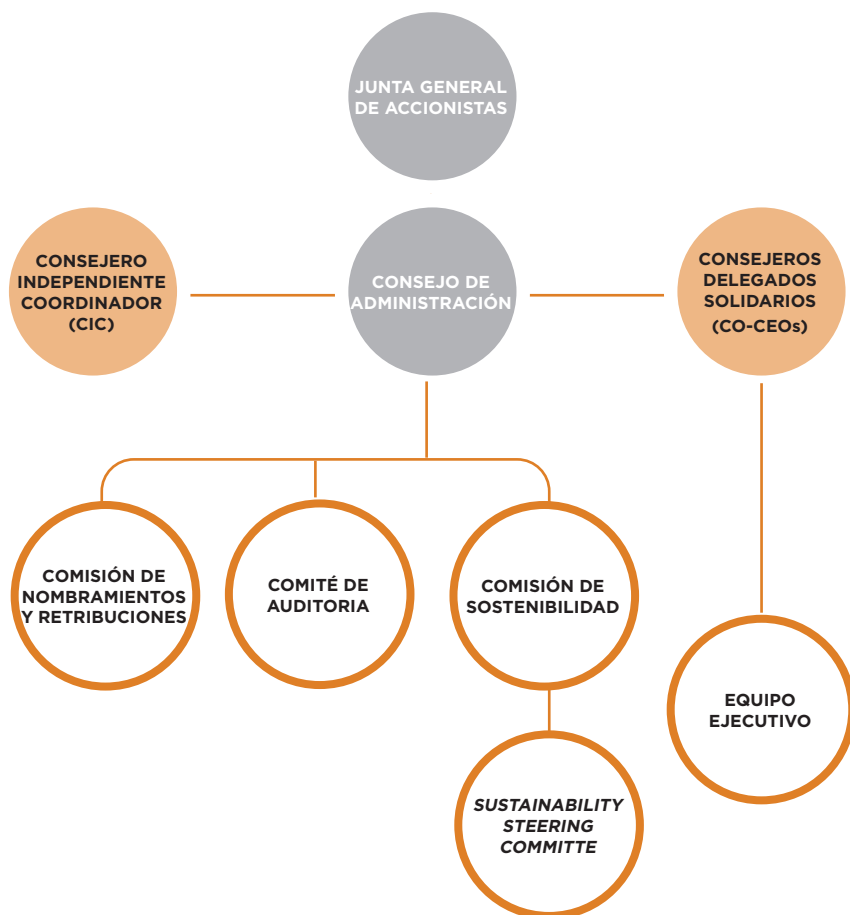 JUNTA GENERAL
DE ACCIONISTAS
CONSEJERO
INDEPENDIENTE
COORDINADOR
(CIC)
CONSEJO DE
ADMINISTRACIÓN
CONSEJEROS
DELEGADOS
SOLIDARIOS
(CO-CEOs)
COMISIÓN DE
NOMBRAMIENTOS
Y RETRIBUCIONES
COMITÉ DE
AUDITORIA
COMISIÓN DE
SOSTENIBILIDAD
EQUIPO
EJECUTIVO
SUSTAINABILITY
STEERING
COMMITTE